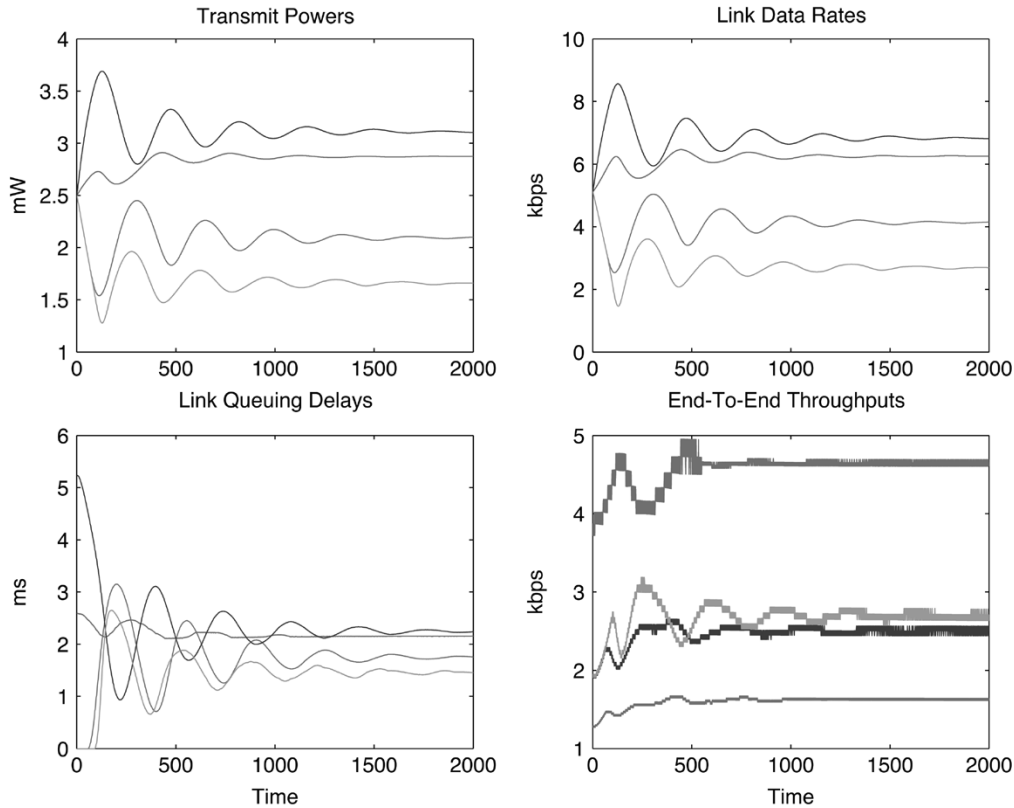 Transmit Powers
4
3.5
3
2.5
2
1.5
1
mW
0 500 1000 1500 2000
Link Data Rates
10
8
6
4
2
0
kbps
0 500 1000 1500 2000
Link Queuing Delays
6
5
4
3
2
1
0
ms
0 500 1000 1500 2000
Time
End-To-End Throughputs
5
4
3
2
1
kbps
0 500 1000 1500 2000
Time